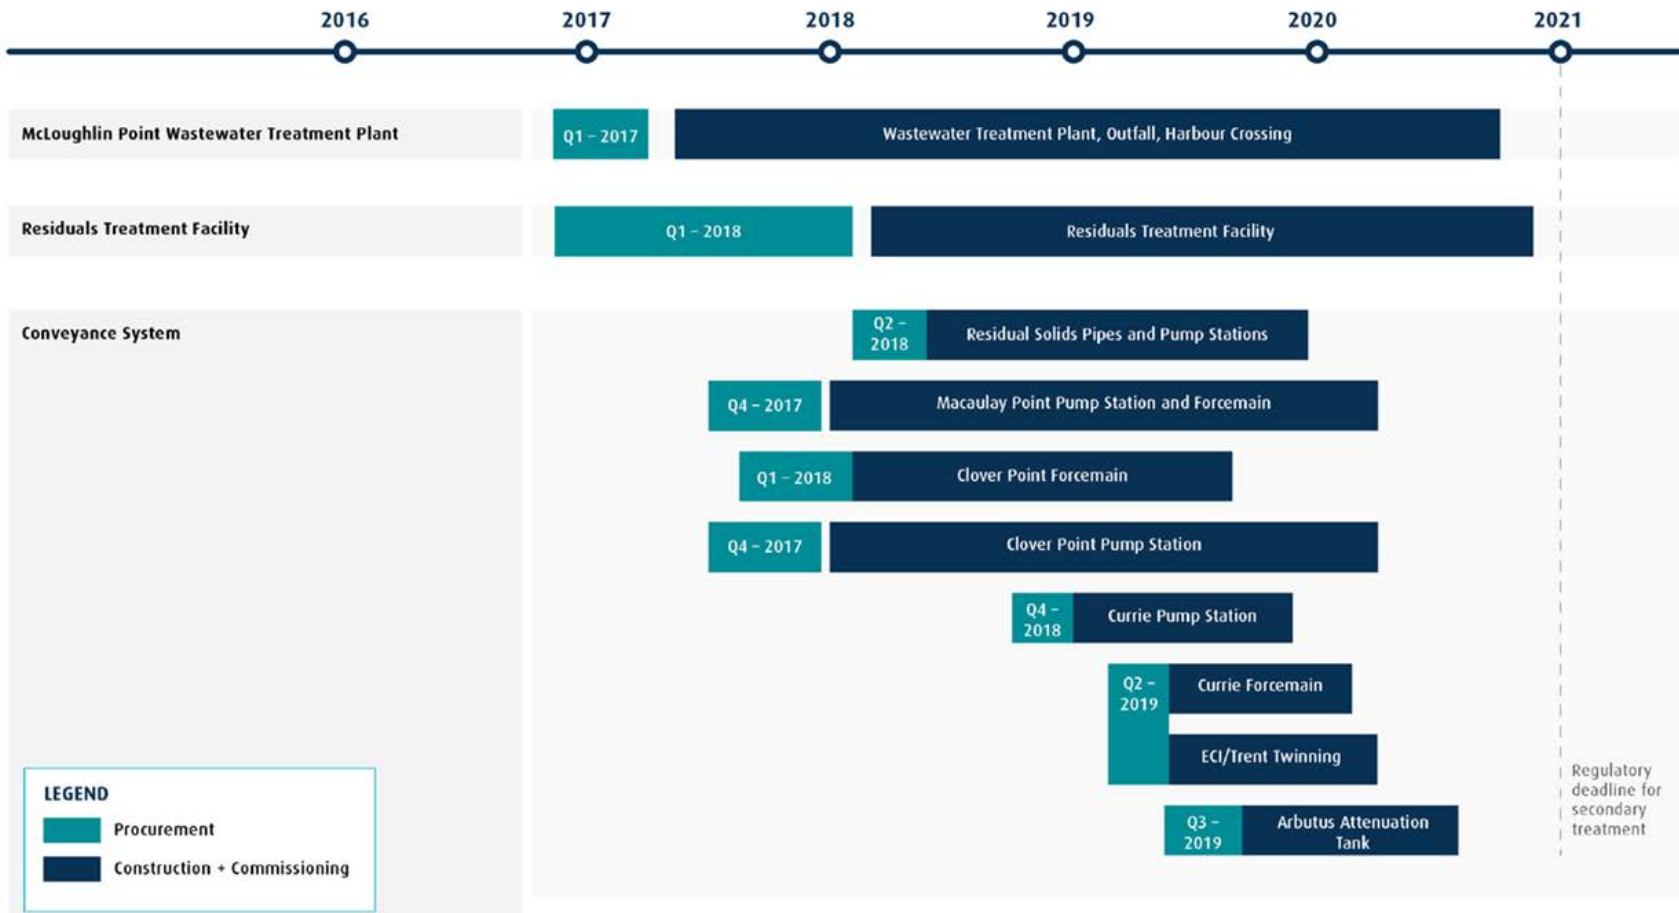 2016 2017 2018 2019 2020 2021
McLoughlin Point Wastewater Treatment Plant
Q1 – 2017
Wastewater Treatment Plant, Outfall, Harbour Crossing
Residuals Treatment Facility
Q1 – 2018
Residuals Treatment Facility
Conveyance System
Q2 –
2018
Residual Solids Pipes and Pump Stations
Q4 – 2017
Macaulay Point Pump Station and Forcemain
Q1 – 2018
Clover Point Forcemain
Q4 – 2017
Clover Point Pump Station
Q4 –
2018
Currie Pump Station
Q2 –
2019
Currie Forcemain
ECI/Trent Twinning
Q3 –
2019
Arbutus Attenuation
Tank
Regulatory
deadline for
secondary
treatment
LEGEND
Procurement
Construction + Commissioning